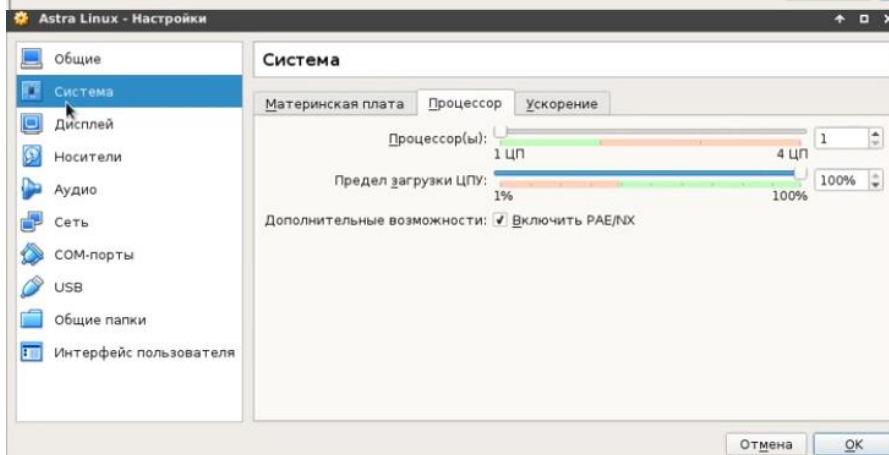 Astra Linux - Настройки
Общие
Система
Дисплей
Носители
Аудио
Сеть
COM-порты
USB
Общие папки
Интерфейс пользователя
Система
Материнская плата Процессор Ускорение
Процессор(ы): 1
1 ЦП 4 ЦП
Предел загрузки ЦПУ: 100%
1% 100%
Дополнительные возможности: Включить PAE/NX
Отмена OK